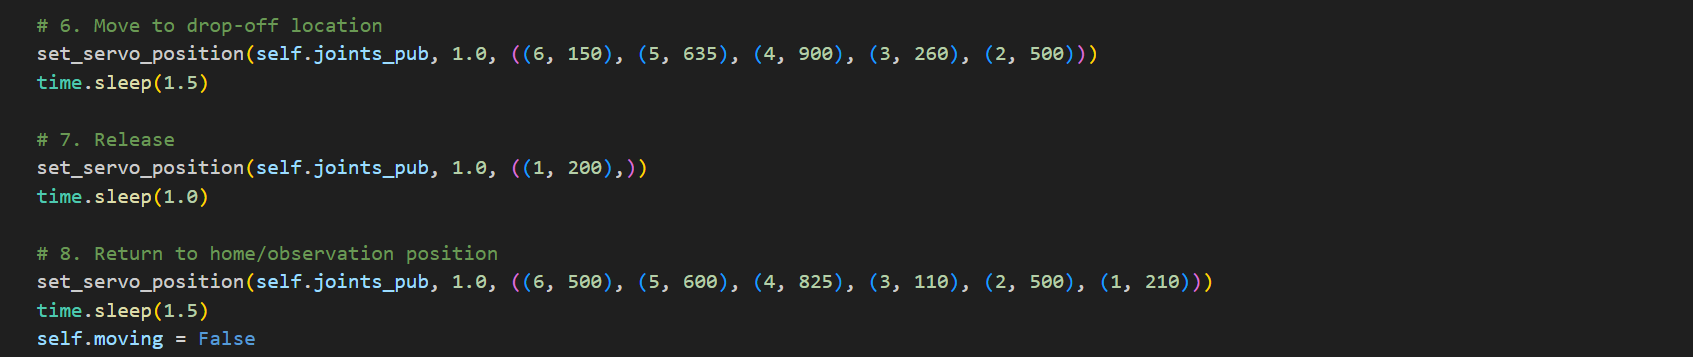 # 6. Move to drop-off location
set_servo_position(self.joints_pub, 1.0, ((6, 150), (5, 635), (4, 900), (3, 260), (2, 500)))
time.sleep(1.5)
# 7. Release
set_servo_position(self.joints_pub, 1.0, ((1, 200),))
time.sleep(1.0)
# 8. Return to home/observation position
set_servo_position(self.joints_pub, 1.0, ((6, 500), (5, 600), (4, 825), (3, 110), (2, 500), (1, 210)))
time.sleep(1.5)
self.moving = False